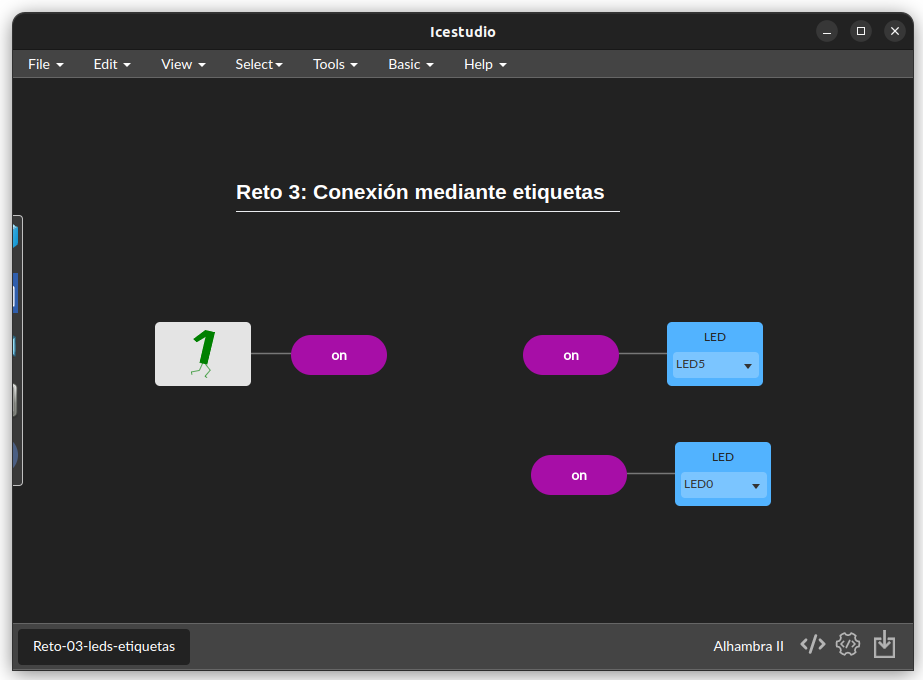 Icestudio
File Edit View Select Tools Basic Help
Reto 3: Conexión mediante etiquetas
1 on on LED
LED5
on LED
LED0
Reto-03-leds-etiquetas Alhambra II </>